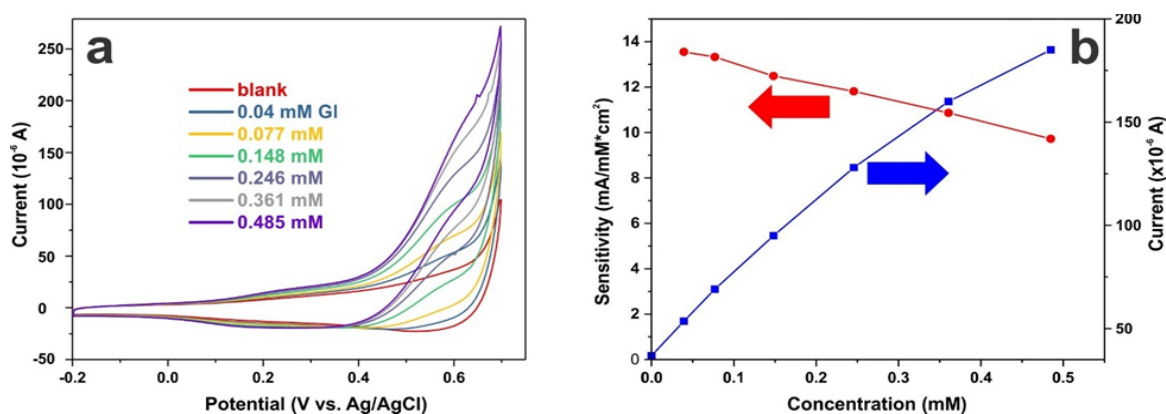 a
250
200
150
100
50
0
-50
Current (10⁻⁶ A)
blank
0.04 mM Gl
0.077 mM
0.148 mM
0.246 mM
0.361 mM
0.485 mM
-0.2 0.0 0.2 0.4 0.6
Potential (V vs. Ag/AgCl)
b
14
12
10
8
6
4
2
0
Sensitivity (mA/mM*cm²)
200
150
100
50
Current (x10⁻⁶ A)
0.0 0.1 0.2 0.3 0.4 0.5
Concentration (mM)